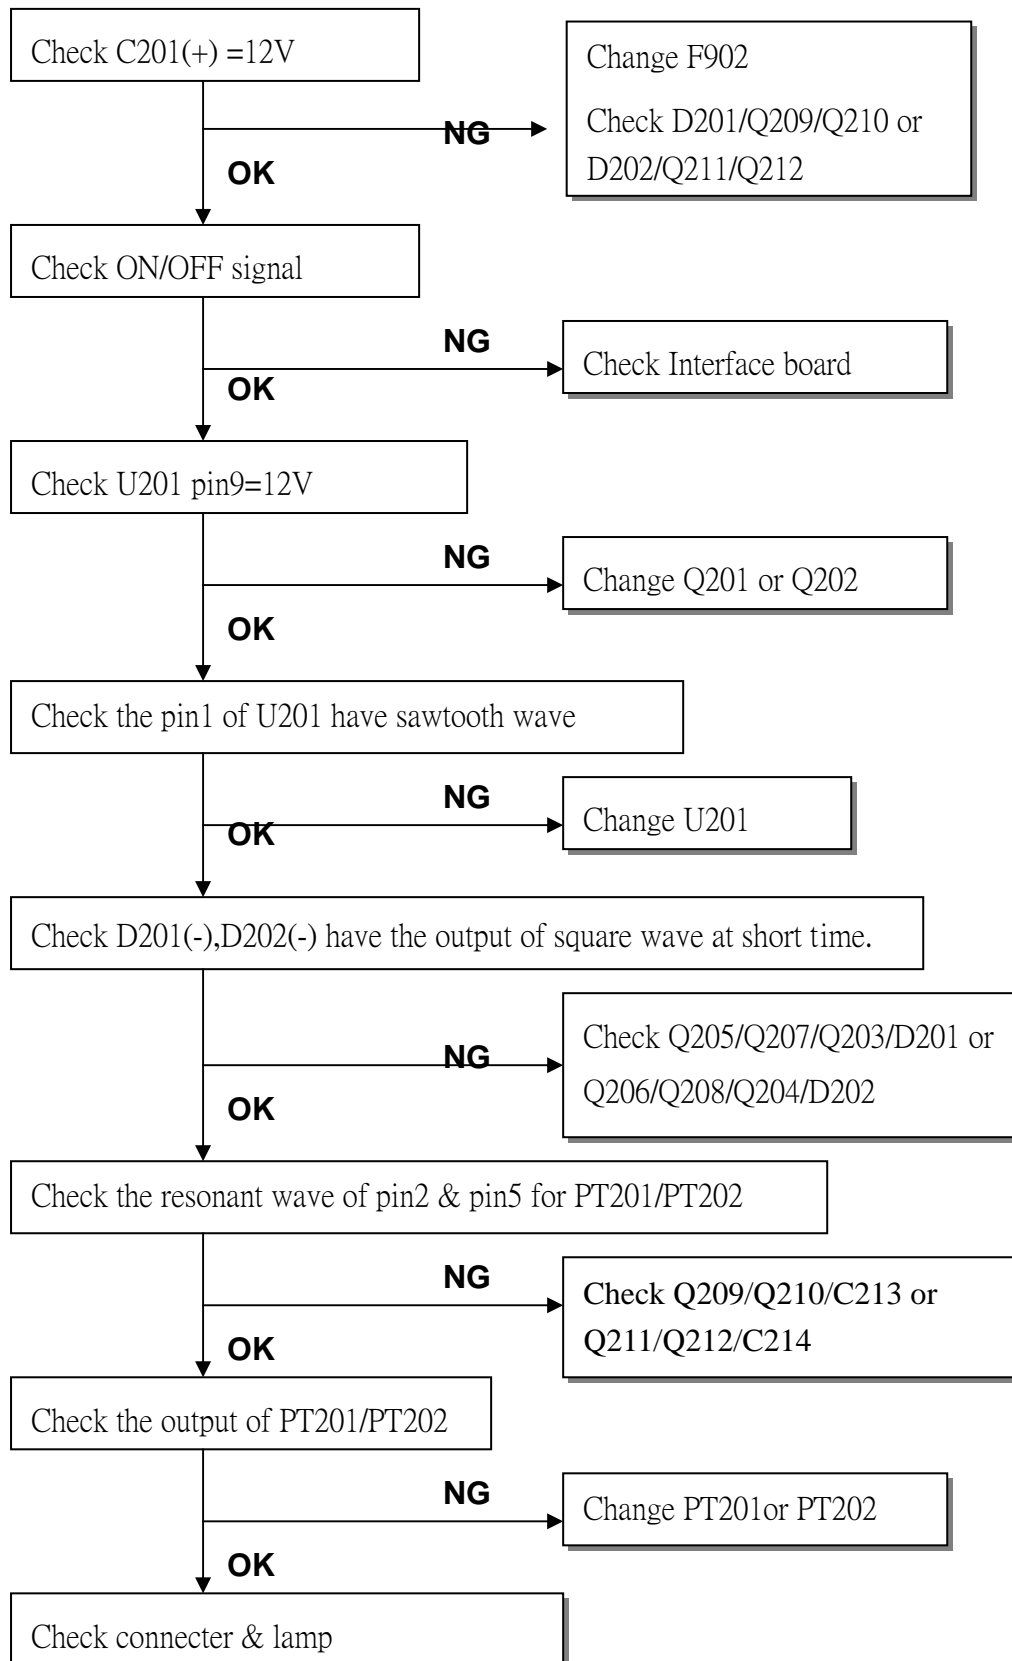 Check C201(+) =12V
NG
Change F902
Check D201/Q209/Q210 or
D202/Q211/Q212
OK
Check ON/OFF signal
NG
Check Interface board
OK
Check U201 pin9=12V
NG
Change Q201 or Q202
OK
Check the pin1 of U201 have sawtooth wave
NG
Change U201
OK
Check D201(-),D202(-) have the output of square wave at short time.
NG
Check Q205/Q207/Q203/D201 or
Q206/Q208/Q204/D202
OK
Check the resonant wave of pin2 & pin5 for PT201/PT202
NG
Check Q209/Q210/C213 or
Q211/Q212/C214
OK
Check the output of PT201/PT202
NG
Change PT201or PT202
OK
Check connecter & lamp